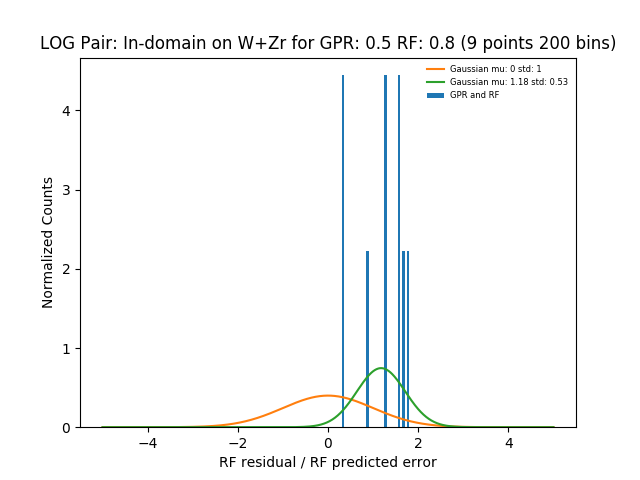 LOG Pair: In-domain on W+Zr for GPR: 0.5 RF: 0.8 (9 points 200 bins)
Gaussian mu: 0 std: 1
Gaussian mu: 1.18 std: 0.53
GPR and RF
Normalized Counts
4
3
2
1
0
−4
−2
0
2
4
RF residual / RF predicted error